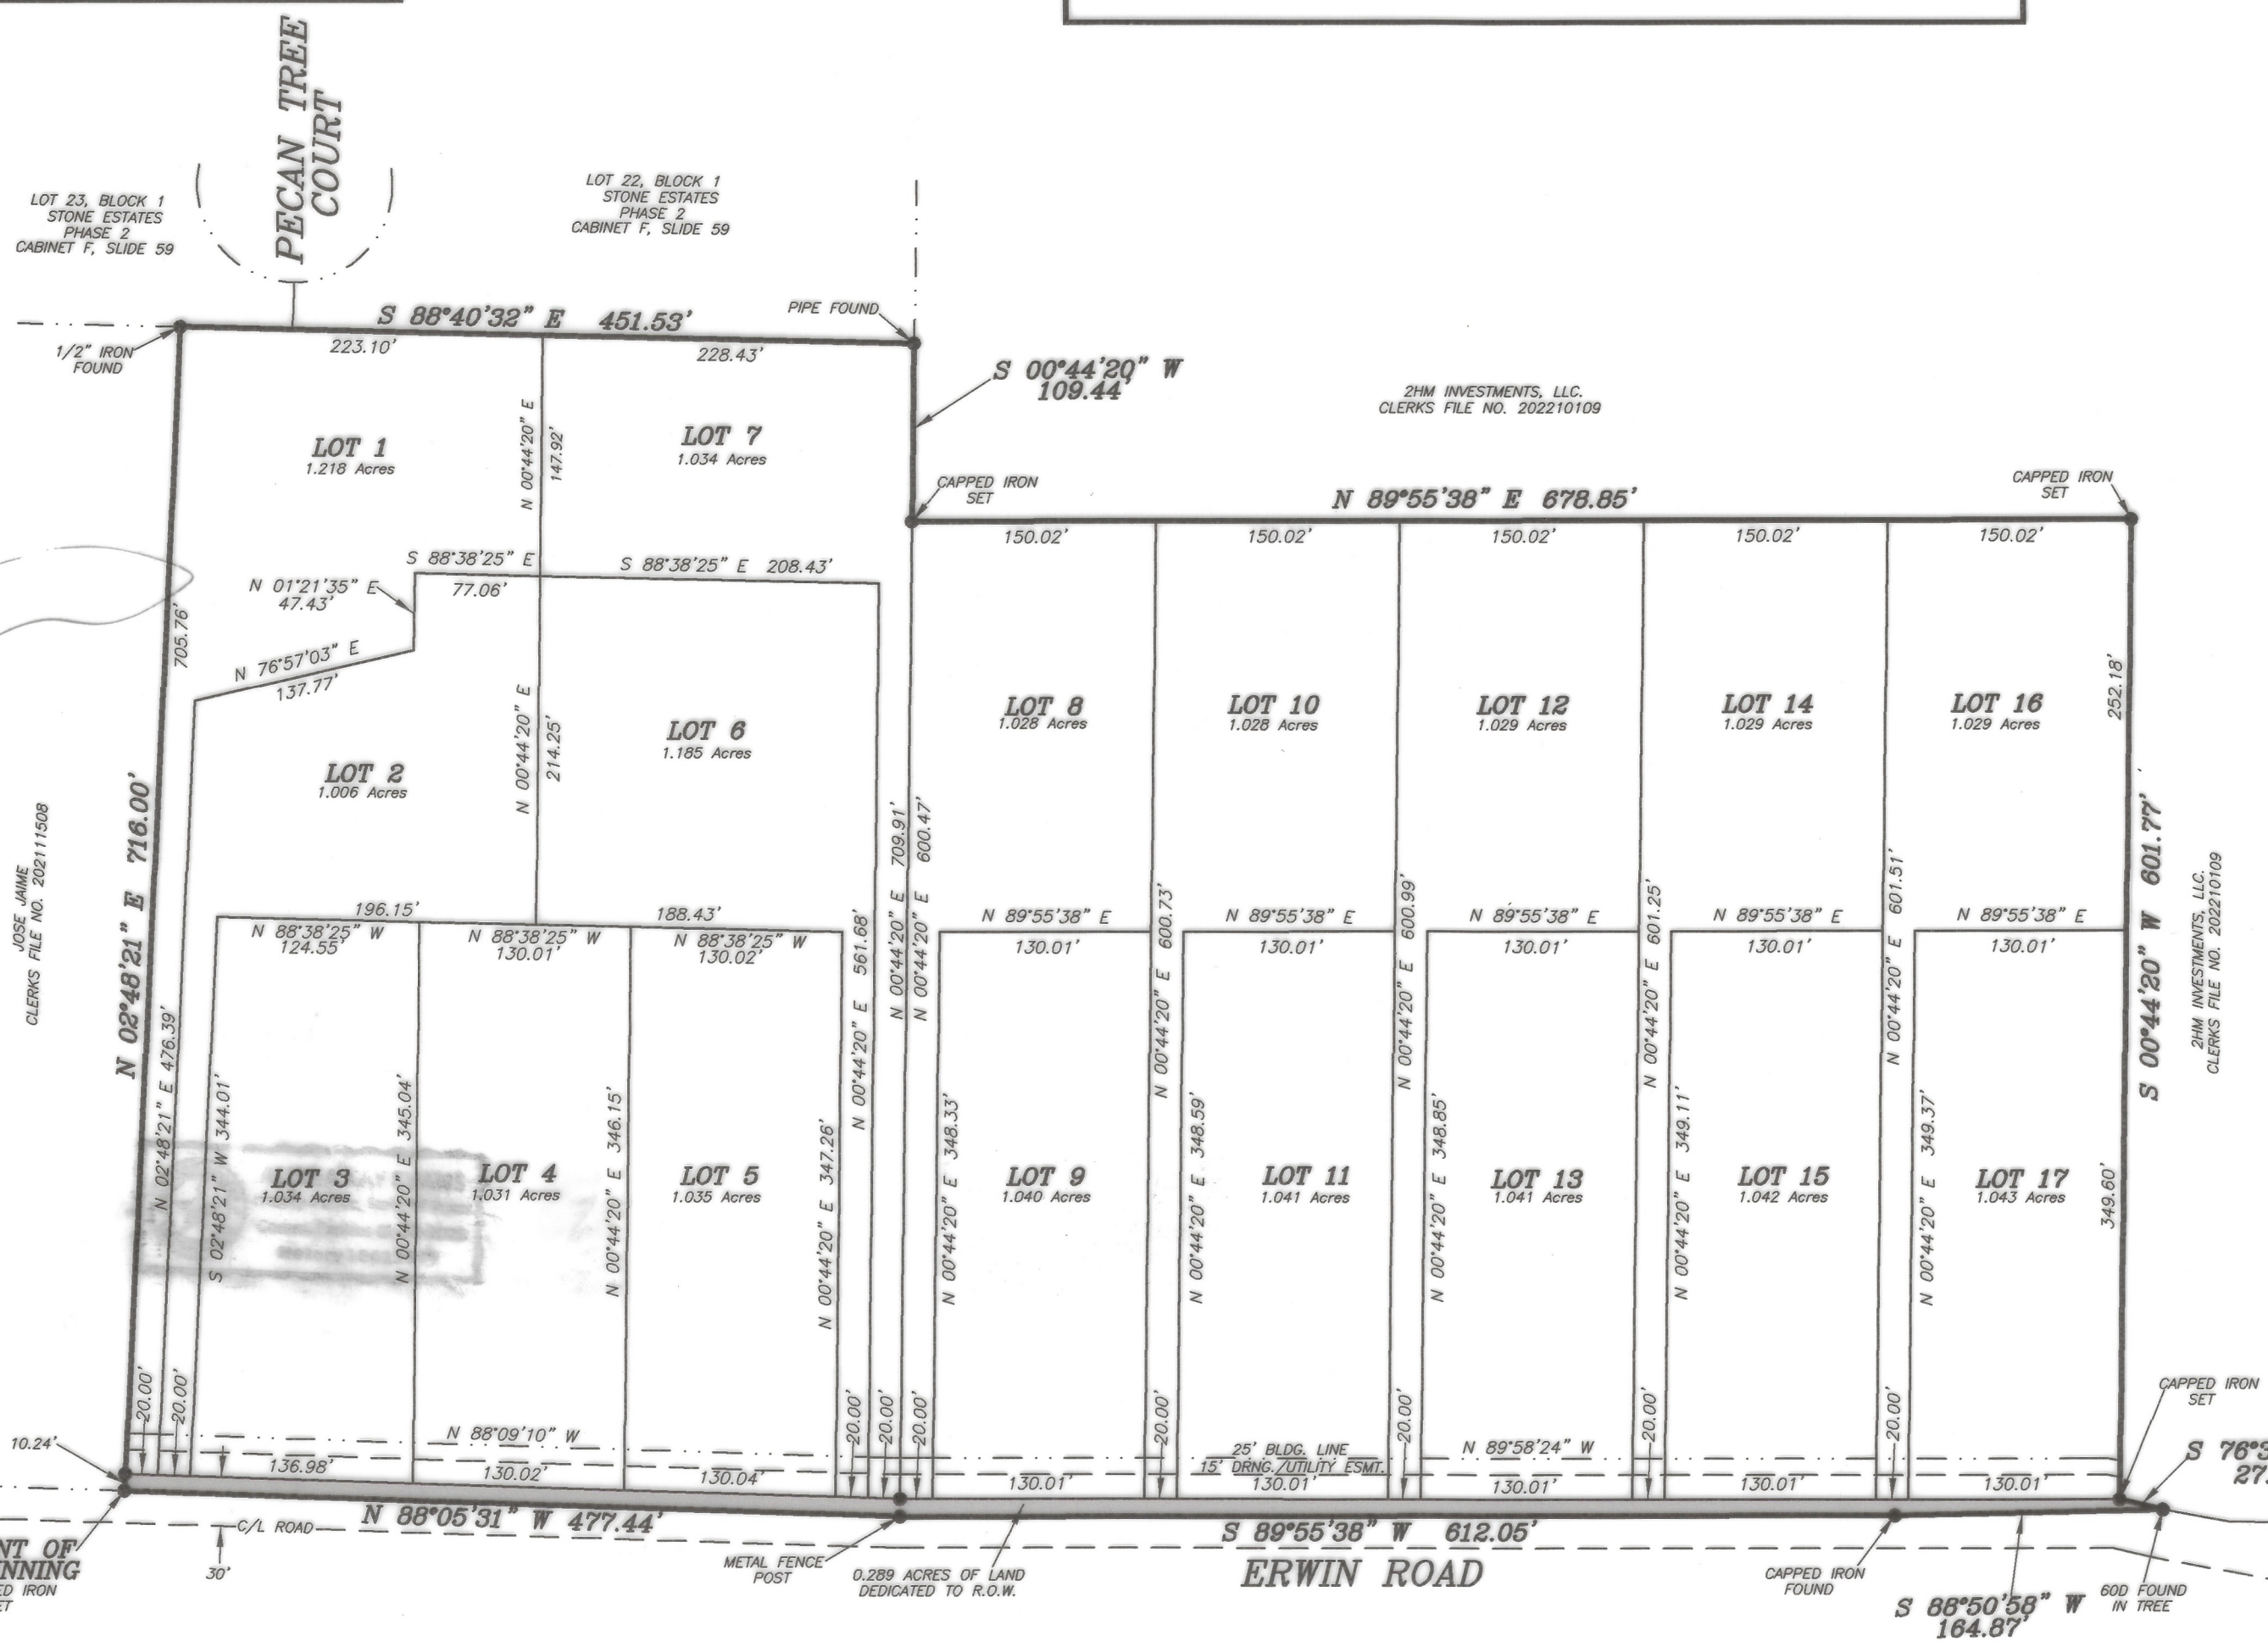 PECAN TREE
COURT
LOT 23, BLOCK 1
STONE ESTATES
PHASE 2
CABINET F, SLIDE 59
LOT 22, BLOCK 1
STONE ESTATES
PHASE 2
CABINET F, SLIDE 59
S 88°40'32" E 451.53'
PIPE FOUND
1/2" IRON
FOUND
223.10'
228.43'
S 00°44'20" W
109.44'
2HM INVESTMENTS, LLC.
CLERKS FILE NO. 202210109
LOT 1
1.218 Acres
N 00°44'20" E
147.92'
LOT 7
1.034 Acres
CAPPED IRON
SET
N 89°55'38" E 678.85'
CAPPED IRON
SET
150.02'
150.02'
150.02'
150.02'
150.02'
S 88°38'25" E
77.06'
S 88°38'25" E 208.43'
N 01°21'35" E
47.43'
705.76'
N 76°57'03" E
137.77'
N 00°44'20" E
214.25'
LOT 2
1.006 Acres
LOT 6
1.185 Acres
LOT 8
1.028 Acres
LOT 10
1.028 Acres
LOT 12
1.029 Acres
LOT 14
1.029 Acres
LOT 16
1.029 Acres
252.18'
N 02°48'21" E 716.00'
JOSE JAIME
CLERKS FILE NO. 202111508
S 00°44'20" W 601.77'
2HM INVESTMENTS, LLC.
CLERKS FILE NO. 202210109
196.15'
188.43'
N 88°38'25" W
124.55'
N 88°38'25" W
130.01'
N 88°38'25" W
130.02'
N 00°44'20" E 561.68'
N 00°44'20" E 709.91'
N 00°44'20" E 600.47'
N 89°55'38" E
130.01'
N 00°44'20" E 600.73'
N 89°55'38" E
130.01'
N 00°44'20" E 600.99'
N 89°55'38" E
130.01'
N 00°44'20" E 601.25'
N 89°55'38" E
130.01'
N 00°44'20" E 601.51'
N 89°55'38" E
130.01'
N 02°48'21" E 476.39'
S 02°48'21" W 344.01'
LOT 3
1.034 Acres
N 00°44'20" E 345.04'
LOT 4
1.031 Acres
N 00°44'20" E 346.15'
LOT 5
1.035 Acres
N 00°44'20" E 347.26'
N 00°44'20" E 348.33'
LOT 9
1.040 Acres
N 00°44'20" E 348.59'
LOT 11
1.041 Acres
N 00°44'20" E 348.85'
LOT 13
1.041 Acres
N 00°44'20" E 349.11'
LOT 15
1.042 Acres
N 00°44'20" E 349.37'
LOT 17
1.043 Acres
349.60'
20.00'
20.00'
20.00'
20.00'
20.00'
20.00'
20.00'
20.00'
20.00'
10.24'
N 88°09'10" W
25' BLDG. LINE
15' DRNG./UTILITY ESMT.
N 89°58'24" W
CAPPED IRON
SET
136.98'
130.02'
130.04'
130.01'
130.01'
130.01'
130.01'
130.01'
S 76°3
27.
N 88°05'31" W 477.44'
S 89°55'38" W 612.05'
C/L ROAD
30'
NT OF
NNING
ED IRON
ET
METAL FENCE
POST
0.289 ACRES OF LAND
DEDICATED TO R.O.W.
ERWIN ROAD
CAPPED IRON
FOUND
S 88°50'58" W
164.87'
60D FOUND
IN TREE